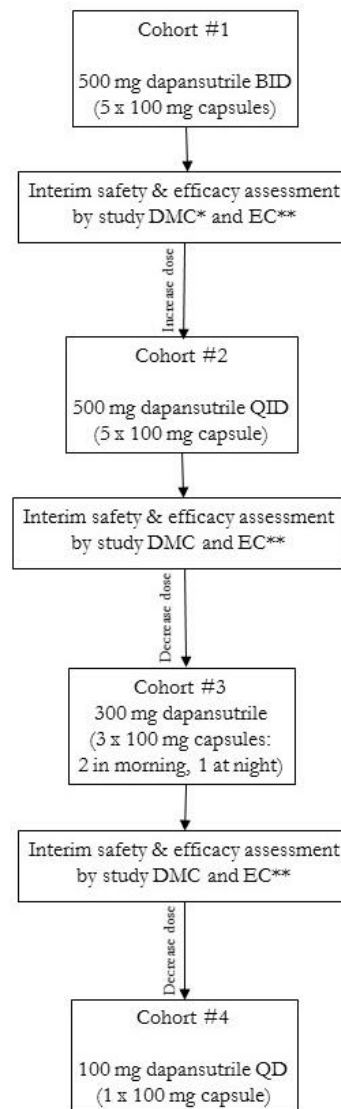 Cohort #1
500 mg dapansutrile BID
(5 x 100 mg capsules)
Interim safety & efficacy assessment
by study DMC* and EC**
Increase dose
Cohort #2
500 mg dapansutrile QID
(5 x 100 mg capsule)
Interim safety & efficacy assessment
by study DMC and EC**
Decrease dose
Cohort #3
300 mg dapansutrile
(3 x 100 mg capsules:
2 in morning, 1 at night)
Interim safety & efficacy assessment
by study DMC and EC**
Decrease dose
Cohort #4
100 mg dapansutrile QD
(1 x 100 mg capsule)